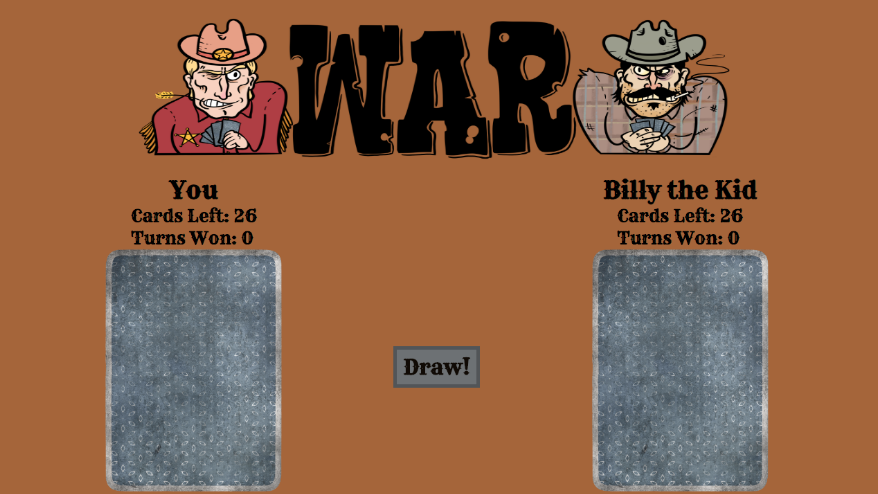 WAR
You
Cards Left: 26
Turns Won: 0
Billy the Kid
Cards Left: 26
Turns Won: 0
Draw!